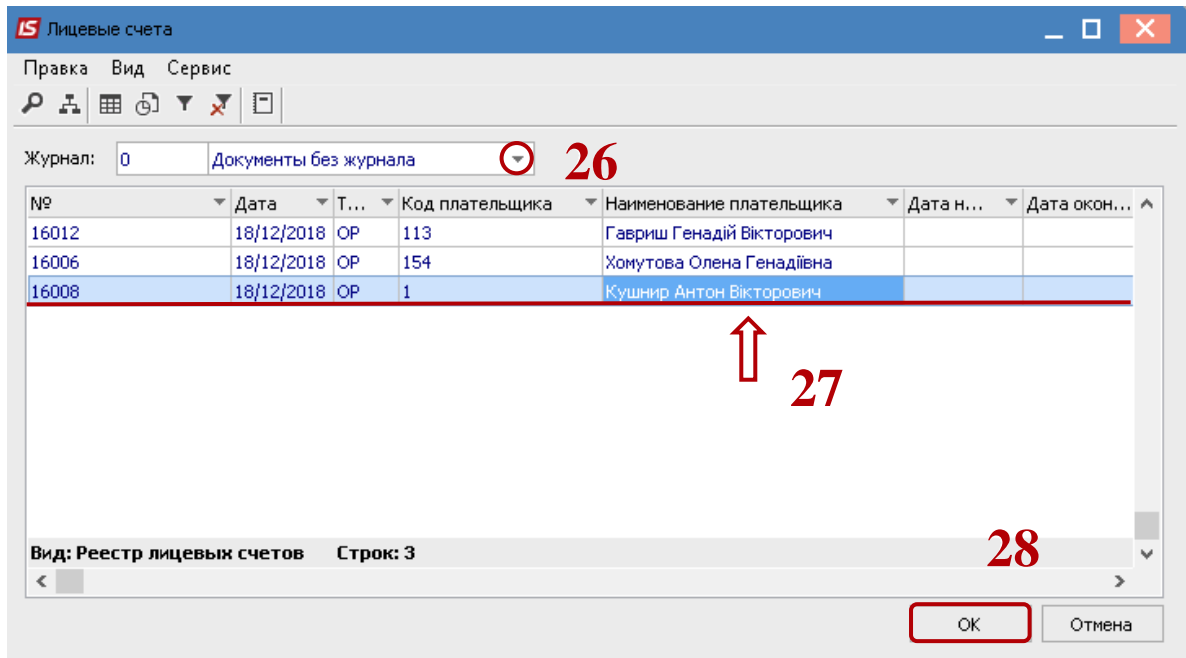 IS Лицевые счета
Правка Вид Сервис
Журнал: 0 Документы без журнала 26
№ Дата Т... Код плательщика Наименование плательщика Дата н... Дата окон...
16012 18/12/2018 ОР 113 Гавриш Генадій Вікторович
16006 18/12/2018 ОР 154 Хомутова Олена Генадіївна
16008 18/12/2018 ОР 1 Кушнир Антон Вікторович
27
28
Вид: Реестр лицевых счетов Строк: 3
ОК Отмена